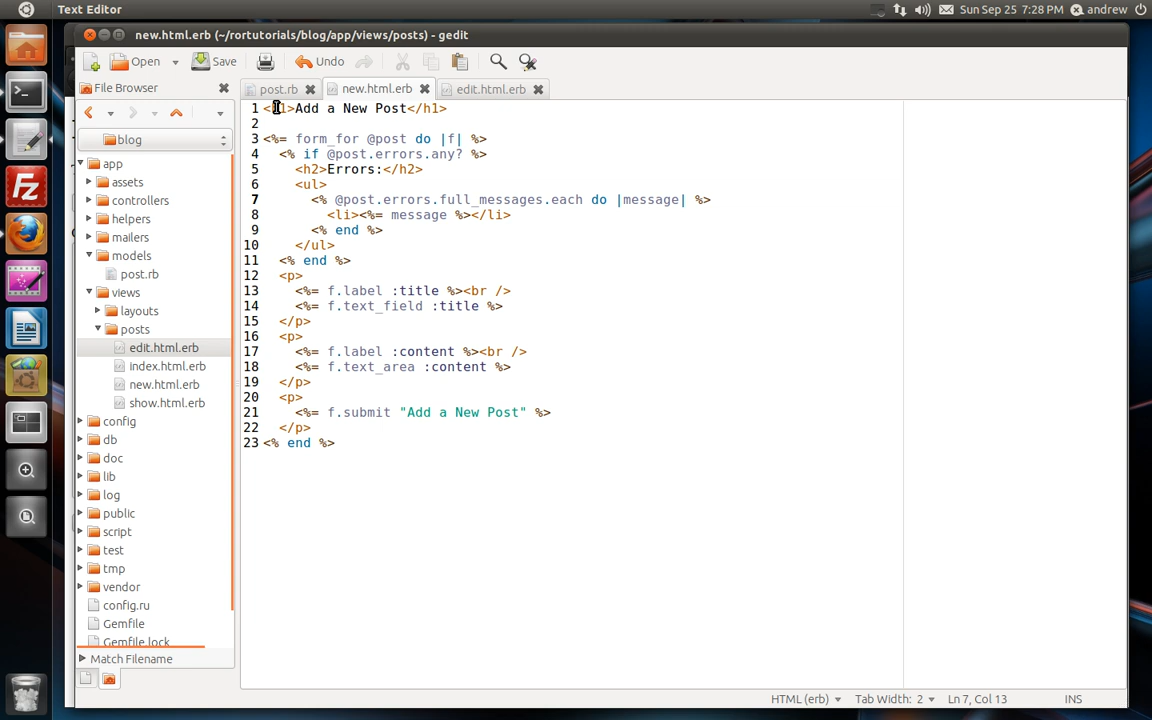 Text Editor
Sun Sep 25 7:28 PM
andrew
new.html.erb (~/rortutorials/blog/app/views/posts) - gedit
Open
Save
Undo
File Browser
post.rb
new.html.erb
edit.html.erb
blog
app
assets
controllers
helpers
mailers
models
post.rb
views
layouts
posts
edit.html.erb
index.html.erb
new.html.erb
show.html.erb
config
db
doc
lib
log
public
script
test
tmp
vendor
config.ru
Gemfile
Gemfile.lock
Match Filename
1 <h1>Add a New Post</h1>
2
3 <%= form_for @post do |f| %>
4   <% if @post.errors.any? %>
5     <h2>Errors:</h2>
6     <ul>
7       <% @post.errors.full_messages.each do |message| %>
8         <li><%= message %></li>
9       <% end %>
10     </ul>
11   <% end %>
12   <p>
13     <%= f.label :title %><br />
14     <%= f.text_field :title %>
15   </p>
16   <p>
17     <%= f.label :content %><br />
18     <%= f.text_area :content %>
19   </p>
20   <p>
21     <%= f.submit "Add a New Post" %>
22   </p>
23 <% end %>
HTML (erb)
Tab Width: 2
Ln 7, Col 13
INS